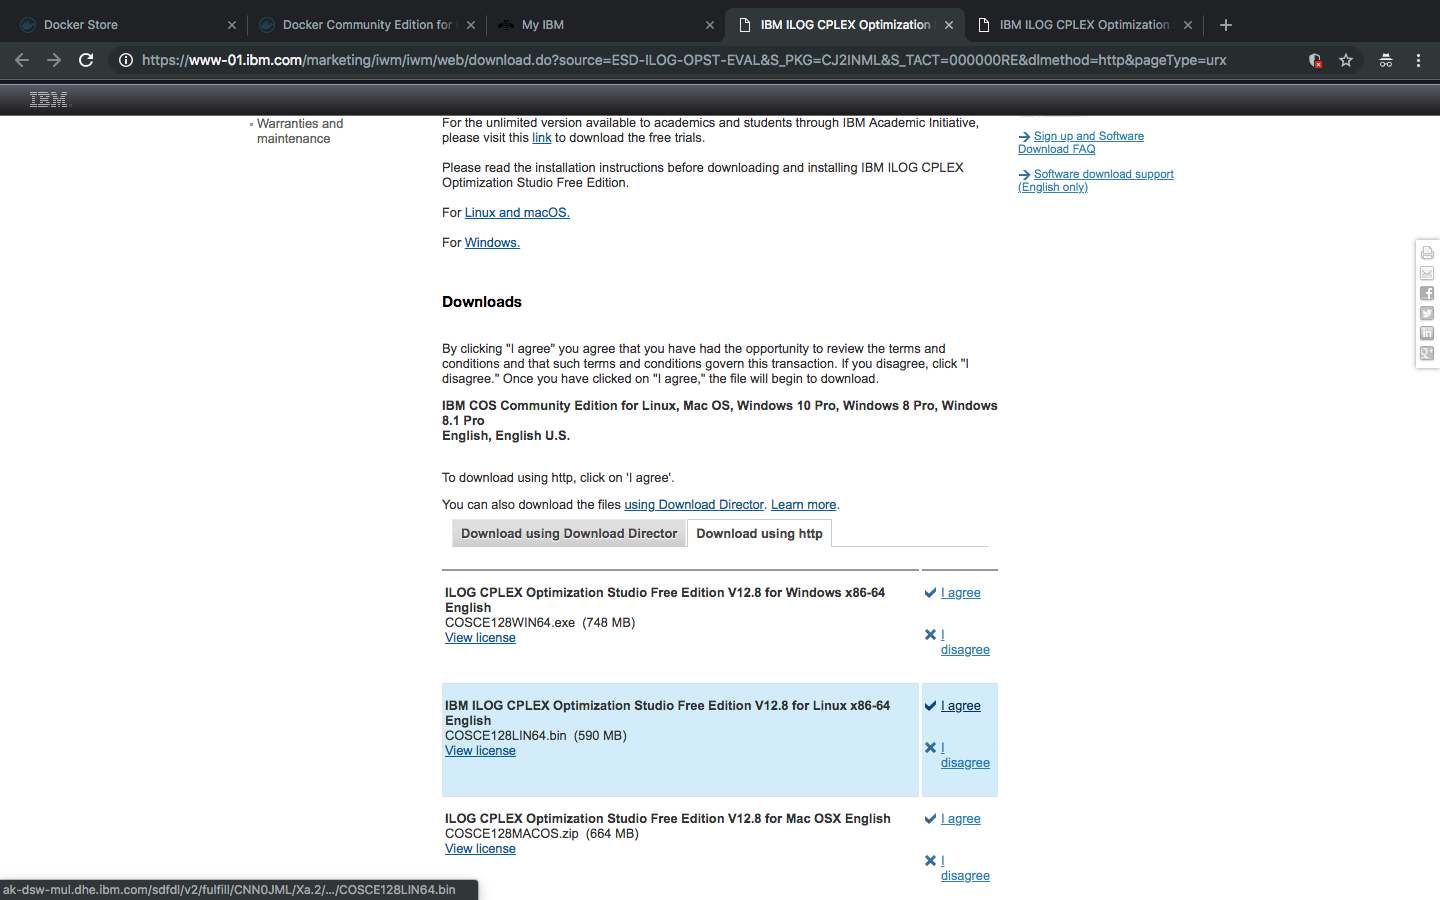 Docker Store
Docker Community Edition for
My IBM
IBM ILOG CPLEX Optimization
IBM ILOG CPLEX Optimization
https://www-01.ibm.com/marketing/iwm/iwm/web/download.do?source=ESD-ILOG-OPST-EVAL&S_PKG=CJ2INML&S_TACT=000000RE&dlmethod=http&pageType=urx
IBM
Warranties and
maintenance
For the unlimited version available to academics and students through IBM Academic Initiative,
please visit this link to download the free trials.
Please read the installation instructions before downloading and installing IBM ILOG CPLEX
Optimization Studio Free Edition.
For Linux and macOS.
For Windows.
Sign up and Software
Download FAQ
Software download support
(English only)
Downloads
By clicking "I agree" you agree that you have had the opportunity to review the terms and
conditions and that such terms and conditions govern this transaction. If you disagree, click "I
disagree." Once you have clicked on "I agree," the file will begin to download.
IBM COS Community Edition for Linux, Mac OS, Windows 10 Pro, Windows 8 Pro, Windows
8.1 Pro
English, English U.S.
To download using http, click on 'I agree'.
You can also download the files using Download Director. Learn more.
Download using Download Director
Download using http
ILOG CPLEX Optimization Studio Free Edition V12.8 for Windows x86-64
English
COSCE128WIN64.exe (748 MB)
View license
I agree
I
disagree
IBM ILOG CPLEX Optimization Studio Free Edition V12.8 for Linux x86-64
English
COSCE128LIN64.bin (590 MB)
View license
I agree
I
disagree
ILOG CPLEX Optimization Studio Free Edition V12.8 for Mac OSX English
COSCE128MACOS.zip (664 MB)
View license
I agree
I
disagree
ak-dsw-mul.dhe.ibm.com/sdfdl/v2/fulfill/CNN0JML/Xa.2/…/COSCE128LIN64.bin